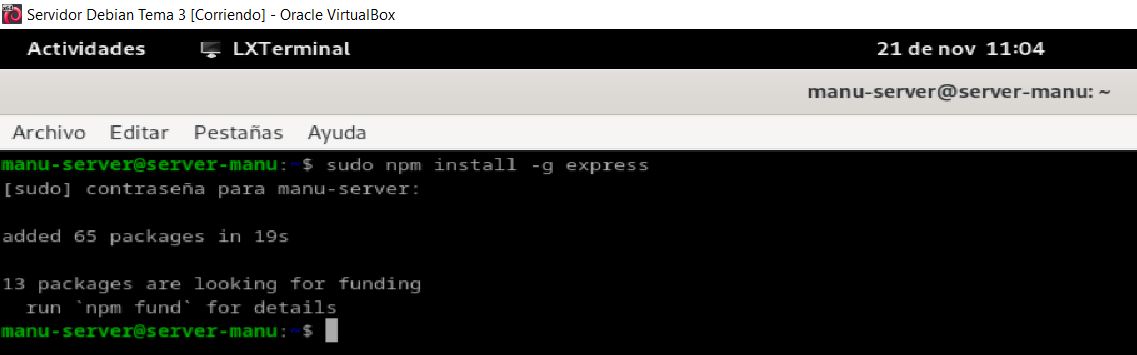 Servidor Debian Tema 3 [Corriendo] - Oracle VirtualBox
Actividades LXTerminal 21 de nov 11:04
manu-server@server-manu: ~
Archivo Editar Pestañas Ayuda
manu-server@server-manu:~$ sudo npm install -g express
[sudo] contraseña para manu-server:
added 65 packages in 19s
13 packages are looking for funding
run `npm fund` for details
manu-server@server-manu:~$